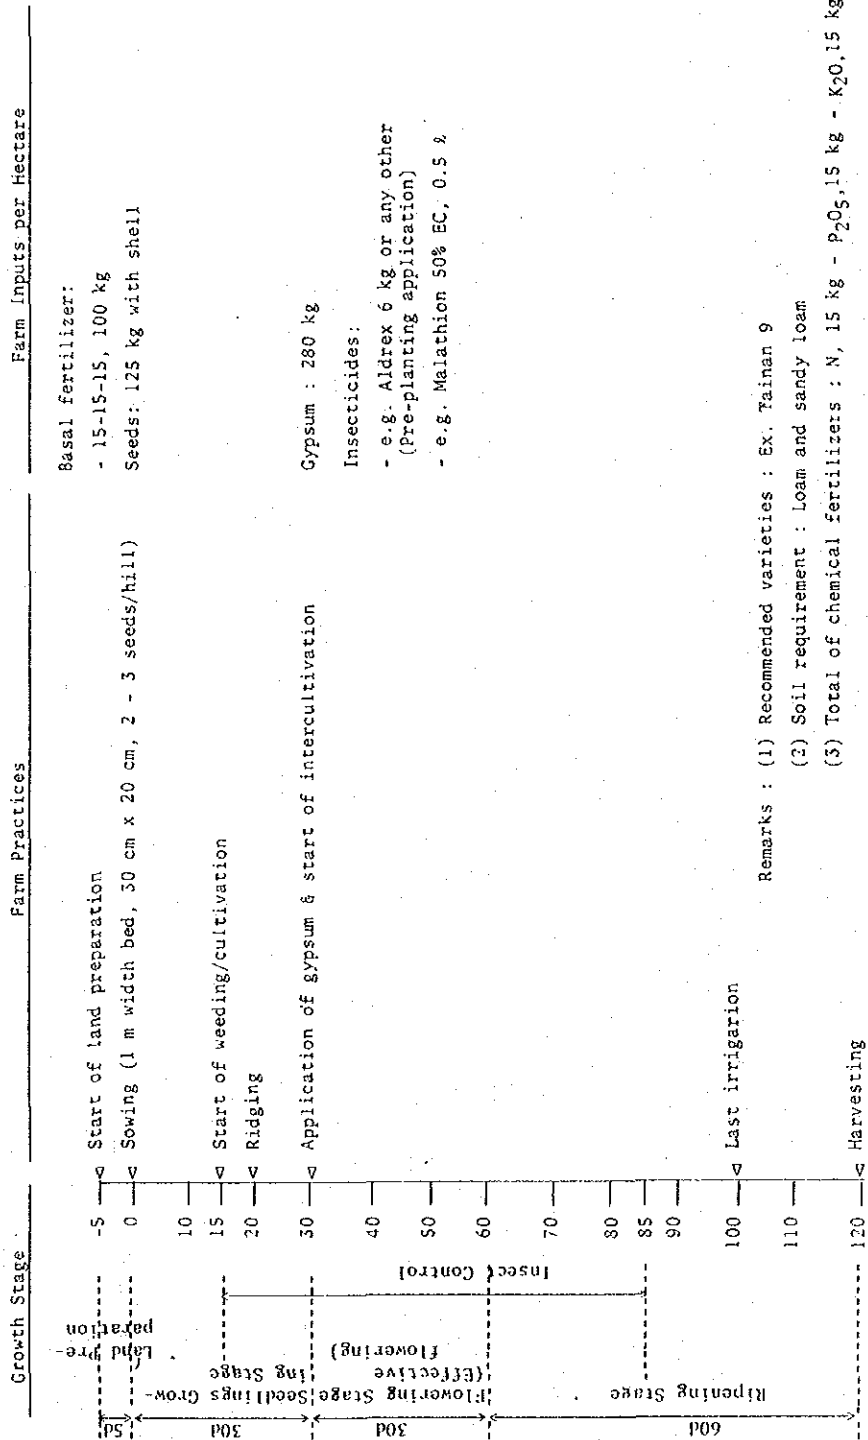 Growth Stage
Farm Practices
Farm Inputs per Hectare
5d
Land Pre-
paration
30d
Seedlings Grow-
ing Stage
30d
Flowering Stage
(Effective
flowering)
60d
Ripening Stage
Insect Control
-5
0
10
15
20
30
40
50
60
70
80
85
90
100
110
120
Start of land preparation
Sowing (1 m width bed, 30 cm x 20 cm, 2 - 3 seeds/hill)
Start of weeding/cultivation
Ridging
Application of gypsum & start of intercultivation
Last irrigarion
Harvesting
Basal fertilizer:
- 15-15-15, 100 kg
Seeds: 125 kg with shell
Gypsum : 280 kg
Insecticides:
- e.g. Aldrex 6 kg or any other
(Pre-planting application)
- e.g. Malathion 50% EC, 0.5 ℓ
Remarks : (1) Recommended varieties : Ex. Tainan 9
(2) Soil requirement : Loam and sandy loam
(3) Total of chemical fertilizers : N, 15 kg - P2O5,15 kg - K2O,15 kg